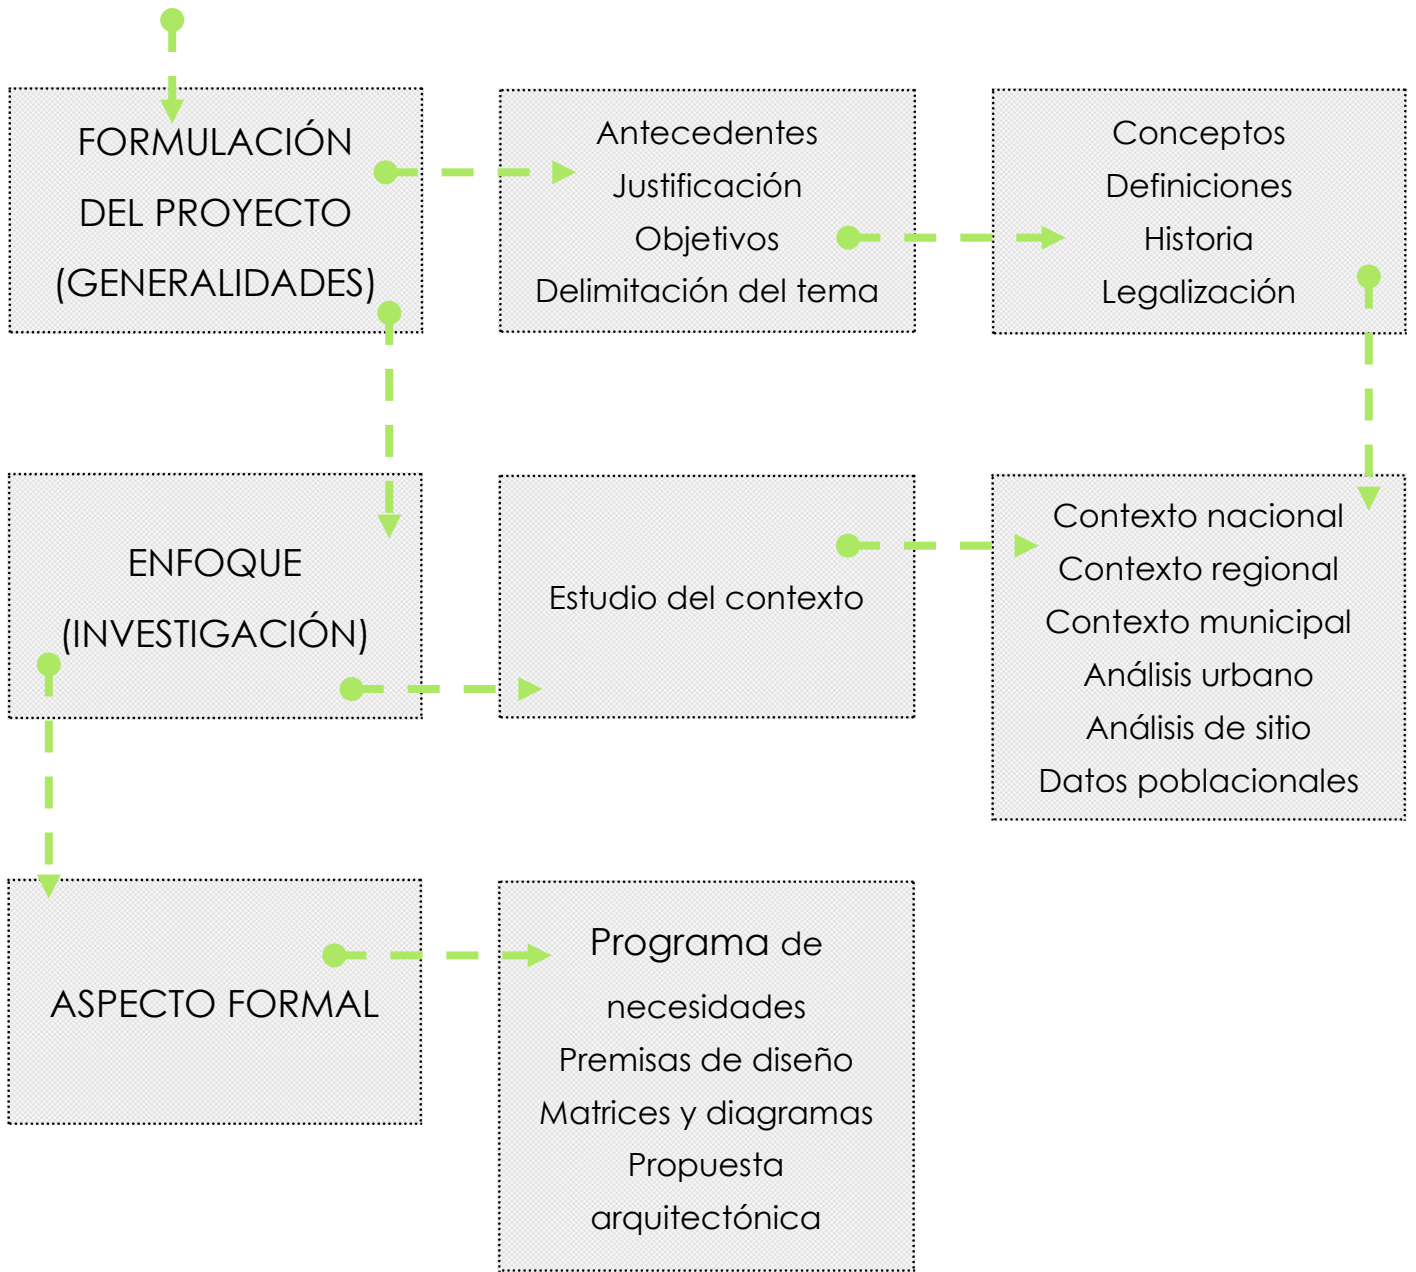 FORMULACIÓN
DEL PROYECTO
(GENERALIDADES)
Antecedentes
Justificación
Objetivos
Delimitación del tema
Conceptos
Definiciones
Historia
Legalización
ENFOQUE
(INVESTIGACIÓN)
Estudio del contexto
Contexto nacional
Contexto regional
Contexto municipal
Análisis urbano
Análisis de sitio
Datos poblacionales
ASPECTO FORMAL
Programa de
necesidades
Premisas de diseño
Matrices y diagramas
Propuesta
arquitectónica